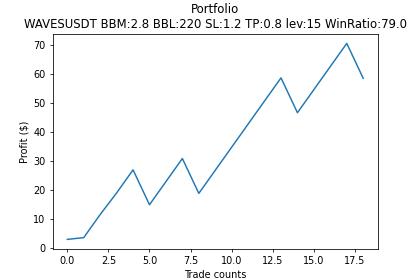 Portfolio
WAVESUSDT BBM:2.8 BBL:220 SL:1.2 TP:0.8 lev:15 WinRatio:79.0
70
60
50
40
30
20
10
0
Profit ($)
0.0 2.5 5.0 7.5 10.0 12.5 15.0 17.5
Trade counts